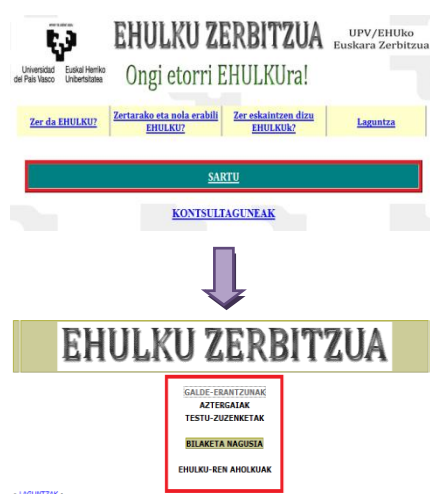 EHULKU ZERBITZUA
UPV/EHUko
Euskara Zerbitzua
Universidad Euskal Herriko
del País Vasco Unibertsitatea
Ongi etorri EHULKUra!
Zer da EHULKU?
Zertarako eta nola erabili
EHULKU?
Zer eskaintzen dizu
EHULKUk?
Laguntza
SARTU
KONTSULTAGUNEAK
EHULKU ZERBITZUA
GALDE-ERANTZUNAK
AZTERGAIAK
TESTU-ZUZENKETAK
BILAKETA NAGUSIA
EHULKU-REN AHOLKUAK